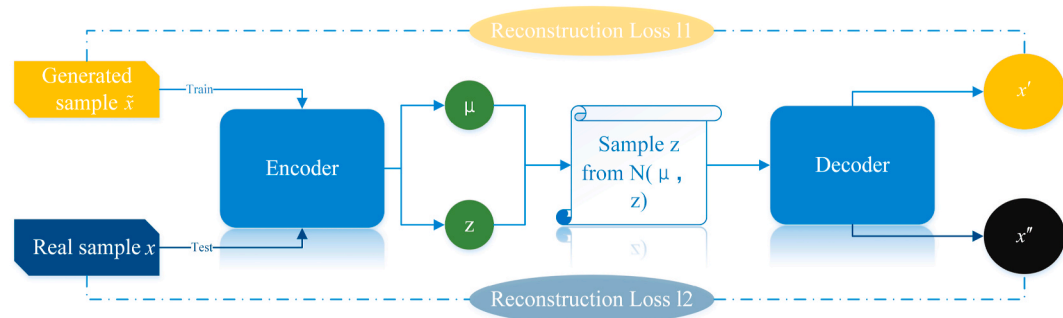 Reconstruction Loss l1
Generated
sample x̃
Train
μ
x′
Encoder
Sample z
from N( μ ,
z)
Decoder
z
Real sample x
Test
x″
Reconstruction Loss l2